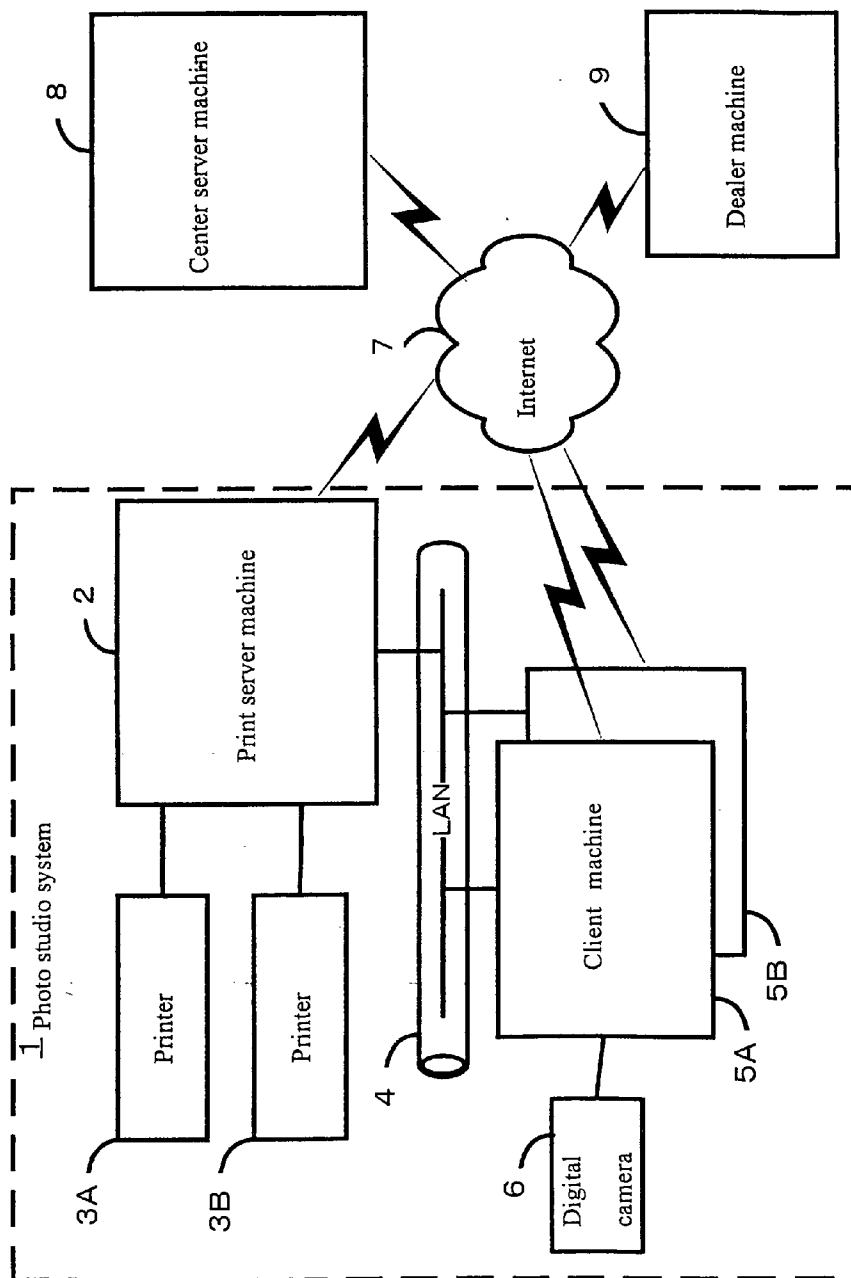 1 Photo studio system
3A
Printer
3B
Printer
2
Print server machine
4
LAN
6
Digital
camera
5A
Client machine
5B
7
Internet
8
Center server machine
9
Dealer machine